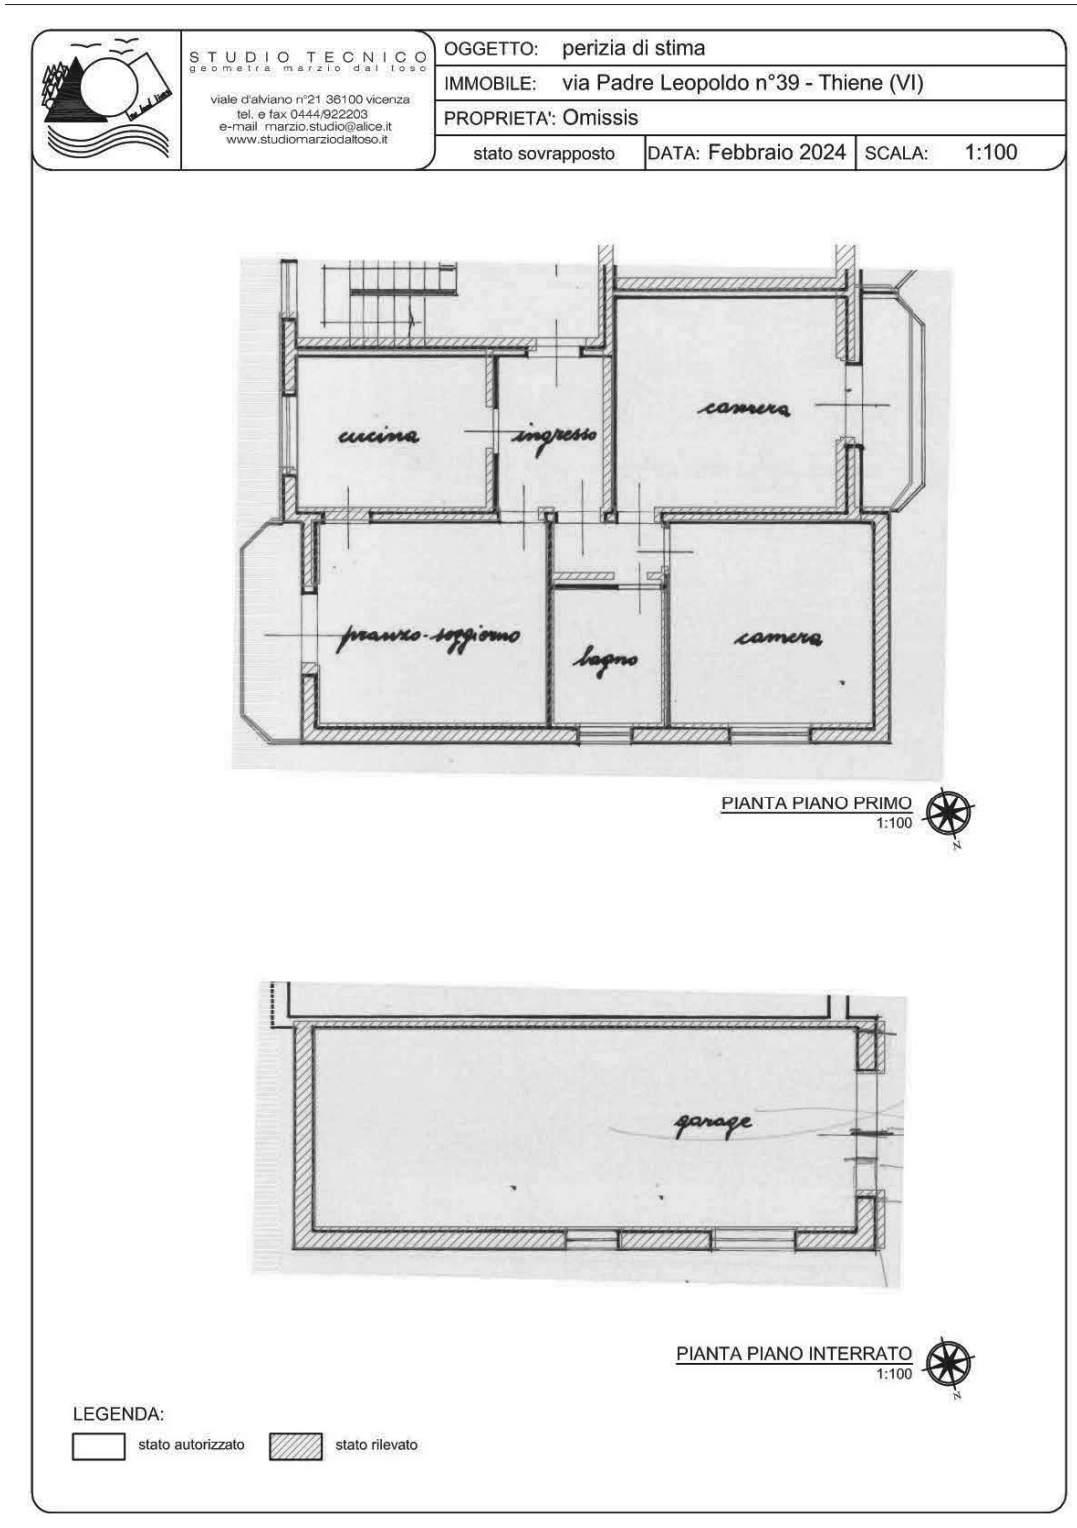 STUDIO TECNICO
geometra marzio dal toso
viale d'alviano n°21 36100 vicenza
tel. e fax 0444/922203
e-mail marzio.studio@alice.it
www.studiomarziodaltoso.it
OGGETTO: perizia di stima
IMMOBILE: via Padre Leopoldo n°39 - Thiene (VI)
PROPRIETA': Omissis
stato sovrapposto DATA: Febbraio 2024 SCALA: 1:100
camera
cucina
ingresso
pranzo-soggiorno
bagno
camera
PIANTA PIANO PRIMO
1:100
N
garage
PIANTA PIANO INTERRATO
1:100
N
LEGENDA:
stato autorizzato stato rilevato